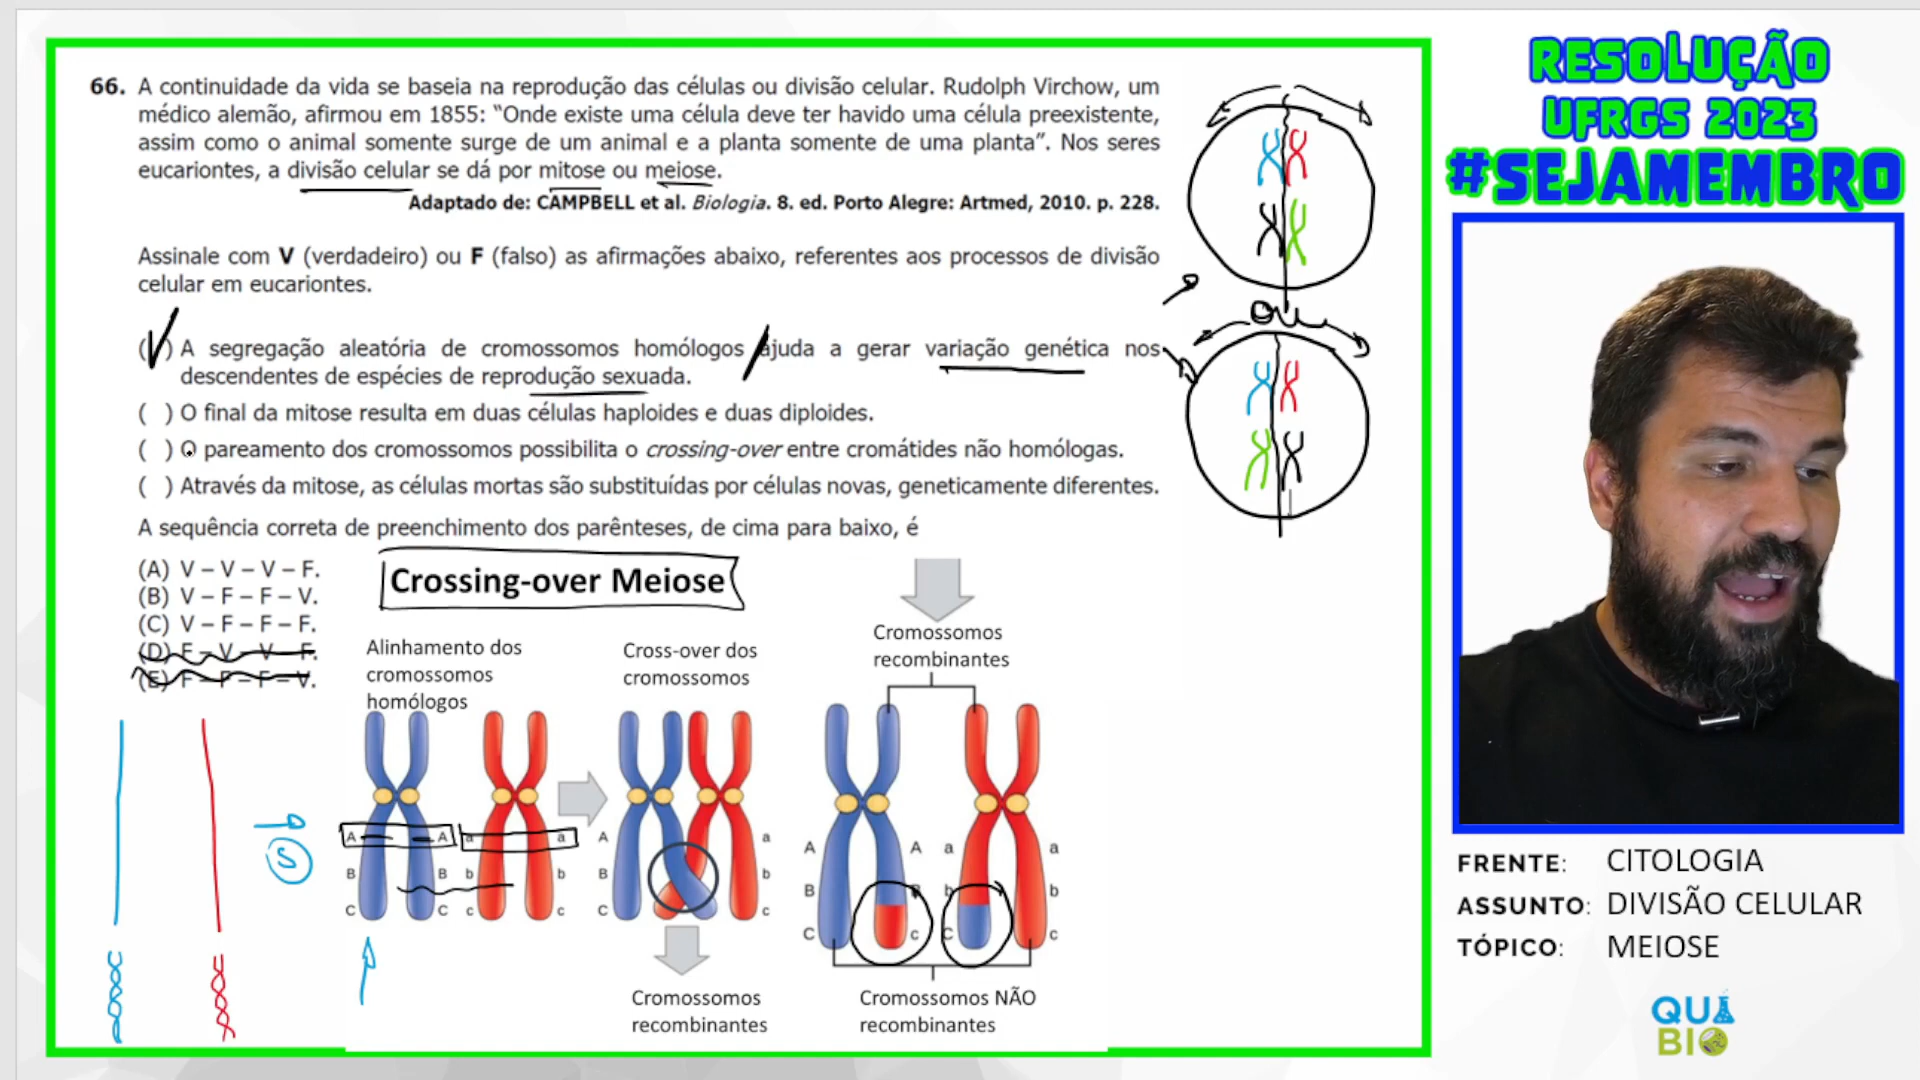 RESOLUÇÃO
UFRGS 2023
#SEJAMEMBRO
66. A continuidade da vida se baseia na reprodução das células ou divisão celular. Rudolph Virchow, um
médico alemão, afirmou em 1855: “Onde existe uma célula deve ter havido uma célula preexistente,
assim como o animal somente surge de um animal e a planta somente de uma planta”. Nos seres
eucariontes, a divisão celular se dá por mitose ou meiose.
Adaptado de: CAMPBELL et al. Biologia. 8. ed. Porto Alegre: Artmed, 2010. p. 228.
Assinale com V (verdadeiro) ou F (falso) as afirmações abaixo, referentes aos processos de divisão
celular em eucariontes.
(V) A segregação aleatória de cromossomos homólogos ajuda a gerar variação genética nos
descendentes de espécies de reprodução sexuada.
( ) O final da mitose resulta em duas células haploides e duas diploides.
( ) O pareamento dos cromossomos possibilita o crossing-over entre cromátides não homólogas.
( ) Através da mitose, as células mortas são substituídas por células novas, geneticamente diferentes.
A sequência correta de preenchimento dos parênteses, de cima para baixo, é
(A) V – V – V – F.
(B) V – F – F – V.
(C) V – F – F – F.
(D) F – V – V – F.
(E) F – F – F – V.
ou
Crossing-over Meiose
Alinhamento dos
cromossomos
homólogos
Cross-over dos
cromossomos
Cromossomos
recombinantes
A A a a
B B b b
C C c c
A a
B b
C c
A A a a
B B b b
C c C c
S
Cromossomos
recombinantes
Cromossomos NÃO
recombinantes
FRENTE: CITOLOGIA
ASSUNTO: DIVISÃO CELULAR
TÓPICO: MEIOSE
QUI
BIO